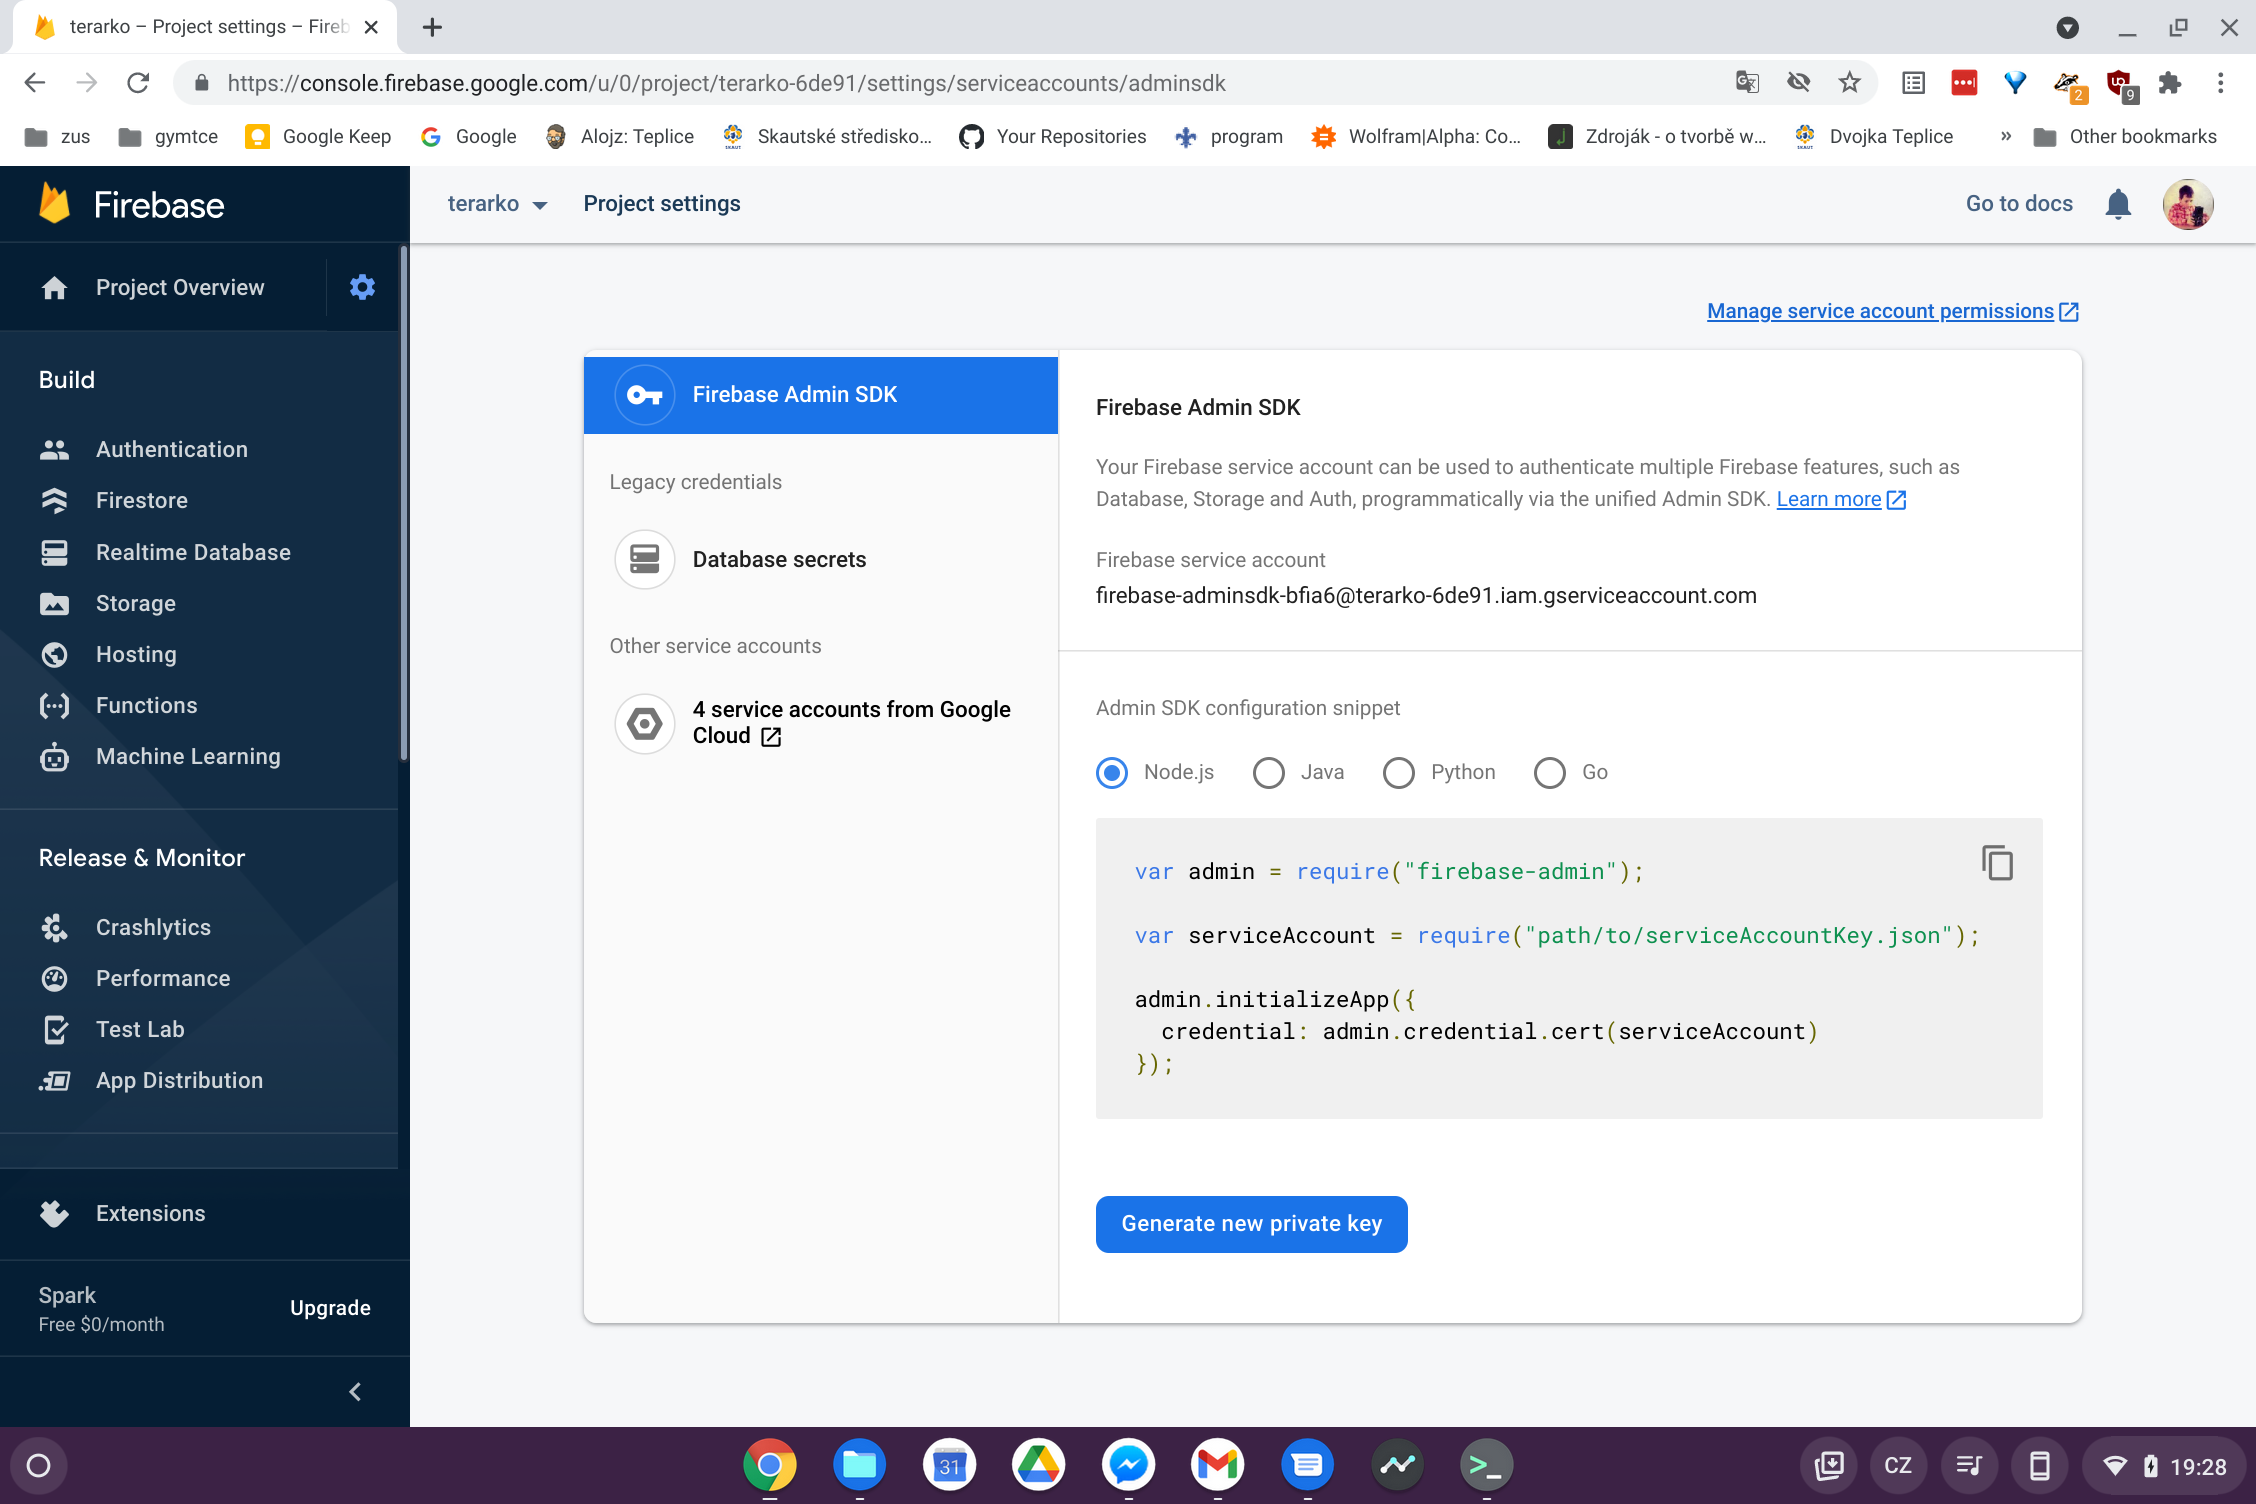 terarko – Project settings – Fireb
https://console.firebase.google.com/u/0/project/terarko-6de91/settings/serviceaccounts/adminsdk
2
9
zus
gymtce
Google Keep
Google
Alojz: Teplice
Skautské středisko...
Your Repositories
program
Wolfram|Alpha: Co...
Zdroják - o tvorbě w...
Dvojka Teplice
»
Other bookmarks
Firebase
terarko
Project settings
Go to docs
Project Overview
Build
Authentication
Firestore
Realtime Database
Storage
Hosting
Functions
Machine Learning
Release & Monitor
Crashlytics
Performance
Test Lab
App Distribution
Extensions
Spark
Free $0/month
Upgrade
Manage service account permissions
Firebase Admin SDK
Legacy credentials
Database secrets
Other service accounts
4 service accounts from Google
Cloud
Firebase Admin SDK
Your Firebase service account can be used to authenticate multiple Firebase features, such as
Database, Storage and Auth, programmatically via the unified Admin SDK. Learn more
Firebase service account
firebase-adminsdk-bfia6@terarko-6de91.iam.gserviceaccount.com
Admin SDK configuration snippet
Node.js
Java
Python
Go
var admin = require("firebase-admin");
var serviceAccount = require("path/to/serviceAccountKey.json");
admin.initializeApp({
  credential: admin.credential.cert(serviceAccount)
});
Generate new private key
31
CZ
19:28